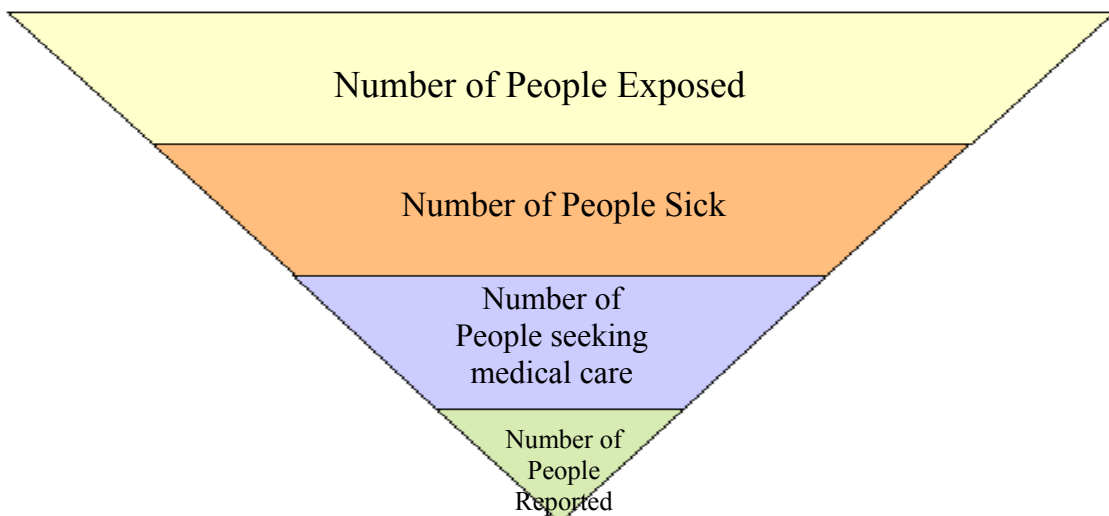 Number of People Exposed
Number of People Sick
Number of
People seeking
medical care
Number of
People
Reported